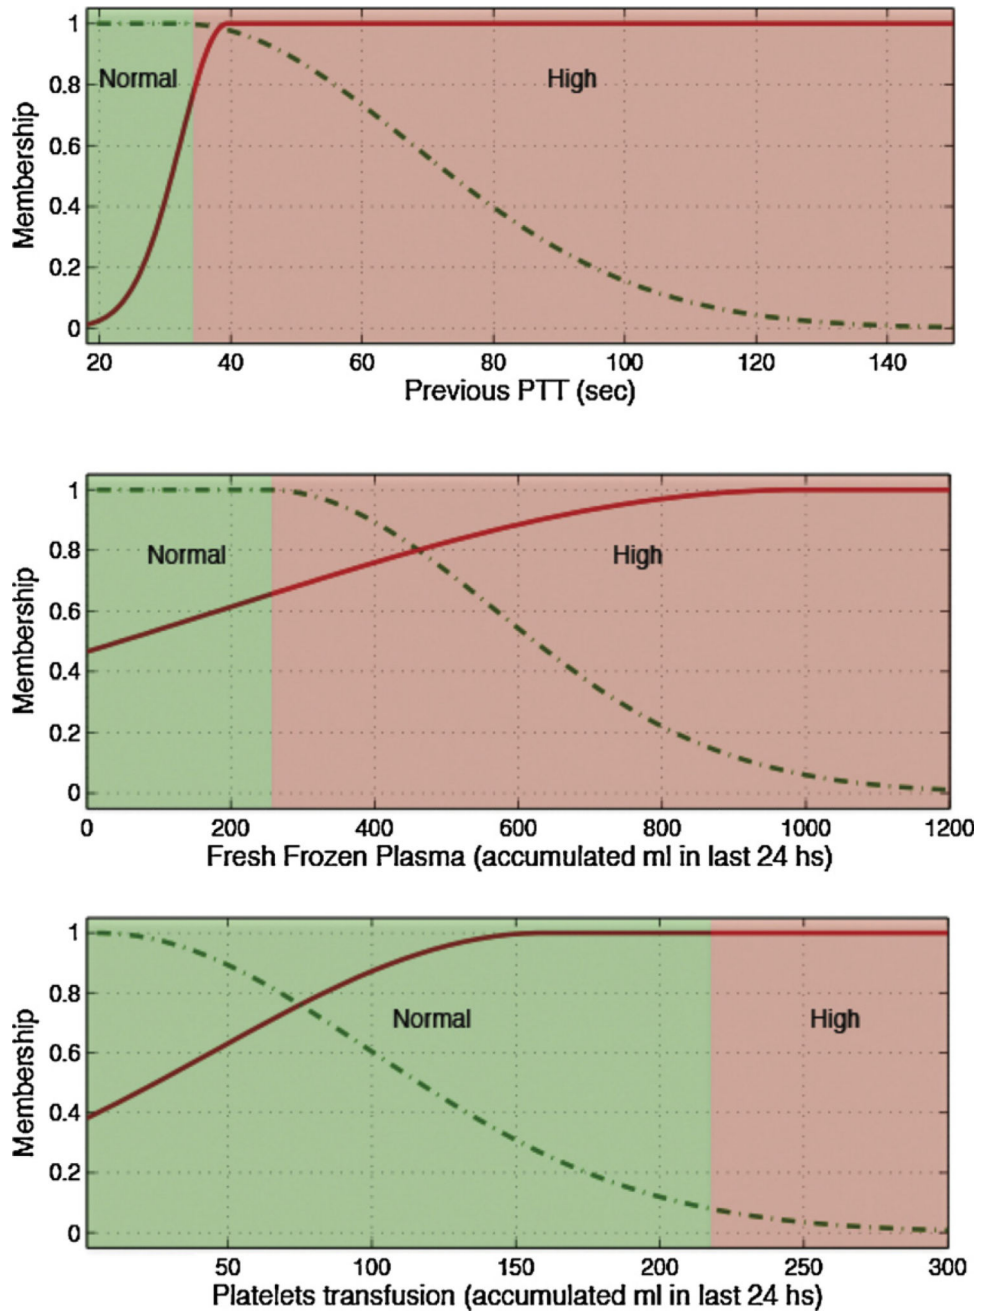 1
0.8
0.6
0.4
0.2
0
Membership
Normal
High
20 40 60 80 100 120 140
Previous PTT (sec)
1
0.8
0.6
0.4
0.2
0
Membership
Normal
High
0 200 400 600 800 1000 1200
Fresh Frozen Plasma (accumulated ml in last 24 hs)
1
0.8
0.6
0.4
0.2
0
Membership
Normal
High
50 100 150 200 250 300
Platelets transfusion (accumulated ml in last 24 hs)